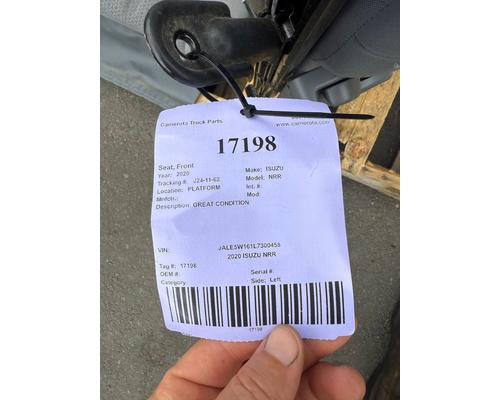 Camerota Truck Parts
www.camerota.com
17198
Seat, Front
Year: 2020 Make: ISUZU
Tracking #: J24-11-63 Model: NRR
Location: PLATFORM Int.#:
Mnfctr.: Mod:
Description: GREAT CONDITION
VIN: JALE5W161L7300458
2020 ISUZU NRR
Tag #: 17198 Serial #:
OEM #: Side: Left
Category:
17198